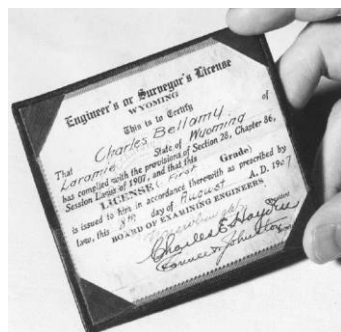 Engineer's or Surveyor's License
WYOMING
This is to Certify
That Charles Bellamy of
Laramie State of Wyoming
has complied with the provisions of Section 28, Chapter 86,
Session Laws of 1907, and that this
LICENSE (First Grade)
is issued to him in accordance therewith as prescribed by
law, this 8th day of August A. D. 1907
BOARD OF EXAMINING ENGINEERS
Charles E Hayden